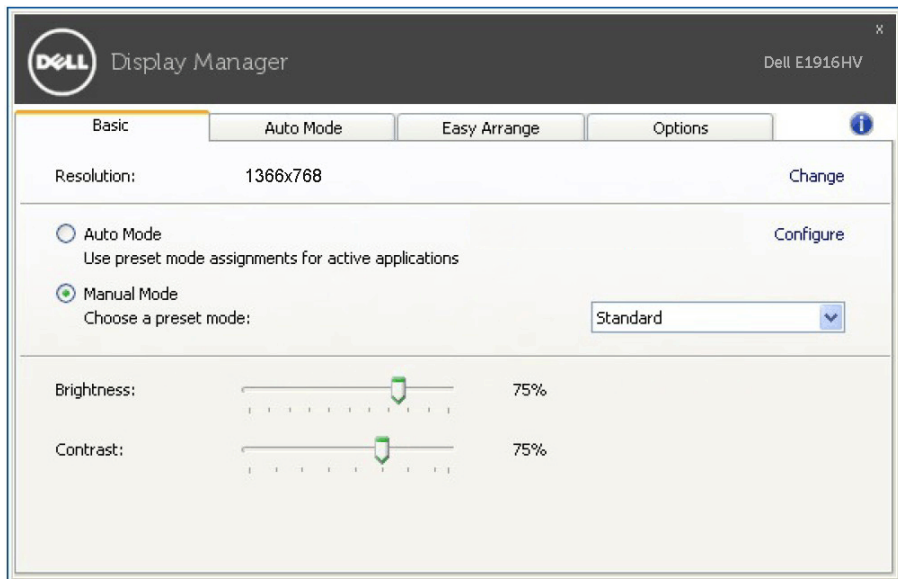 x
DELL Display Manager
Dell E1916HV
Basic Auto Mode Easy Arrange Options i
Resolution: 1366x768 Change
Auto Mode Configure
Use preset mode assignments for active applications
Manual Mode
Choose a preset mode: Standard
Brightness: 75%
Contrast: 75%